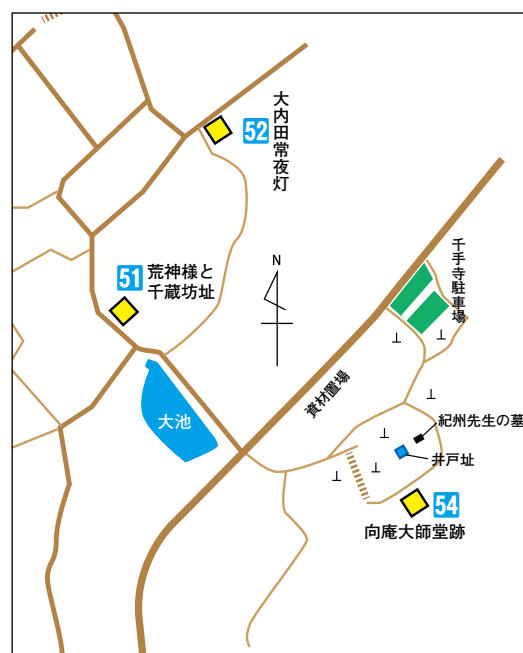 52
大内田常夜灯
51
荒神様と
千蔵坊址
N
千手寺駐車場
資材置場
大池
紀州先生の墓
井戸址
54
向庵大師堂跡